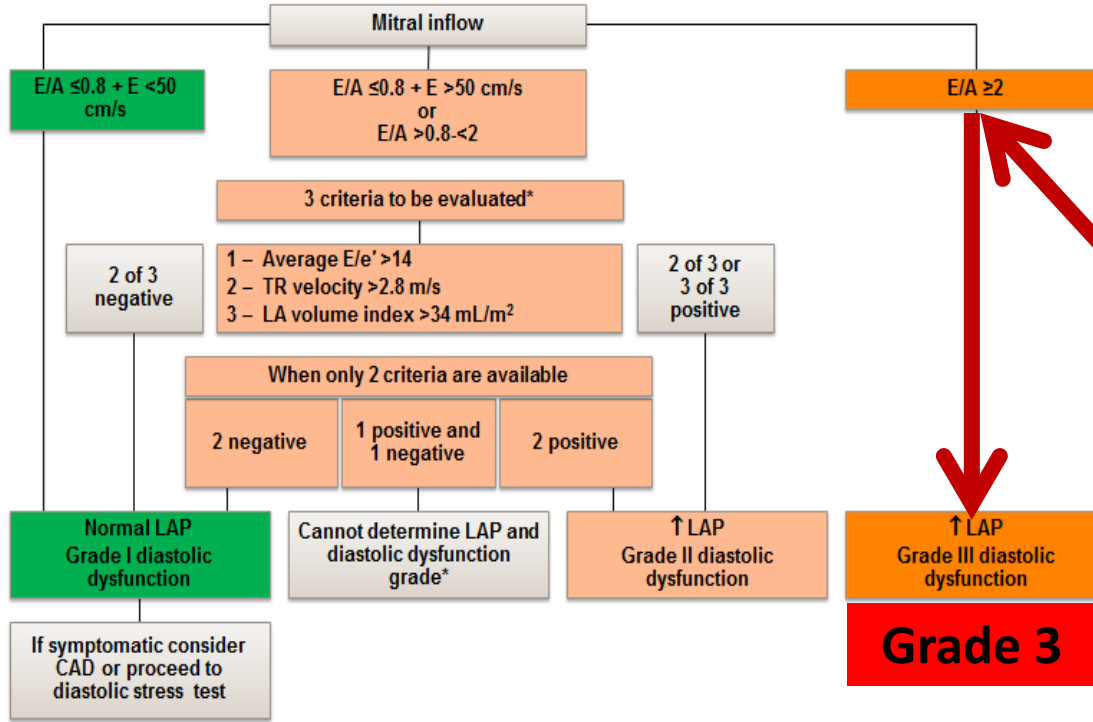 Mitral inflow
E/A ≤0.8 + E <50
cm/s
E/A ≤0.8 + E >50 cm/s
or
E/A >0.8-<2
E/A ≥2
3 criteria to be evaluated*
2 of 3
negative
1 – Average E/e′ >14
2 – TR velocity >2.8 m/s
3 – LA volume index >34 mL/m²
2 of 3 or
3 of 3
positive
When only 2 criteria are available
2 negative
1 positive and
1 negative
2 positive
Normal LAP
Grade I diastolic
dysfunction
Cannot determine LAP and
diastolic dysfunction
grade*
↑ LAP
Grade II diastolic
dysfunction
↑ LAP
Grade III diastolic
dysfunction
If symptomatic consider
CAD or proceed to
diastolic stress test
Grade 3